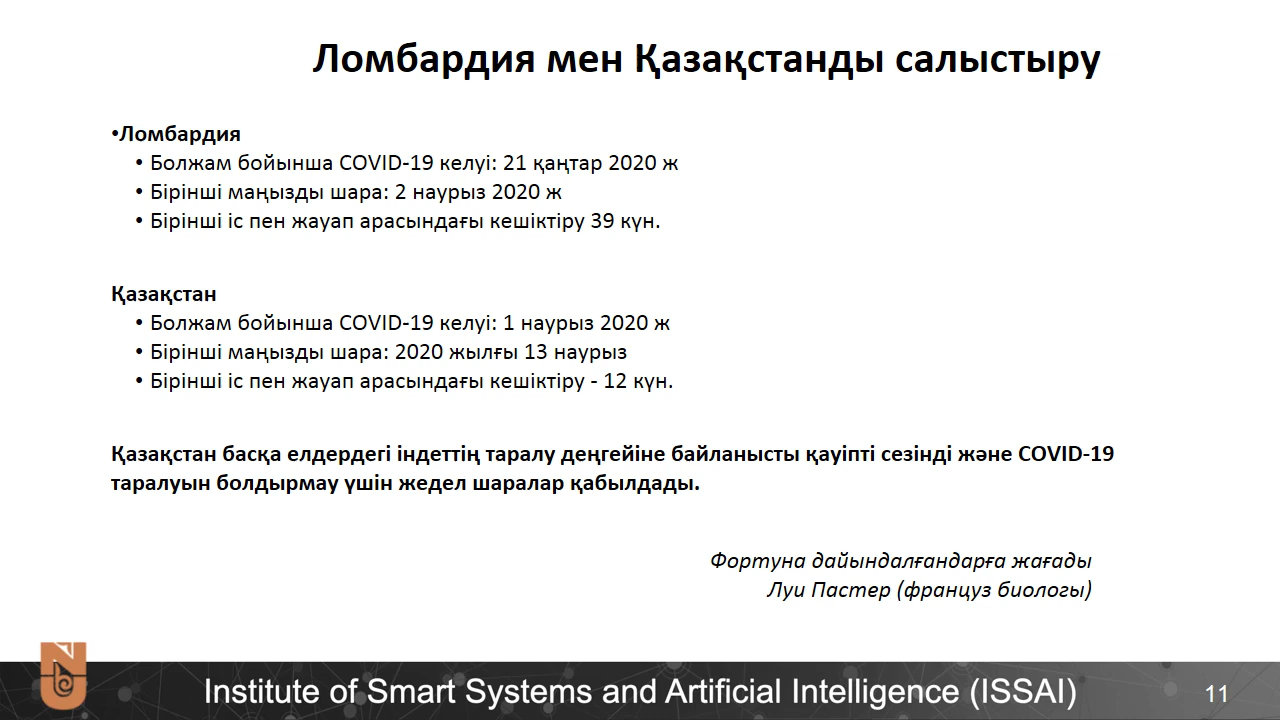 Ломбардия мен Қазақстанды салыстыру
•Ломбардия
• Болжам бойынша COVID-19 келуі: 21 қаңтар 2020 ж
• Бірінші маңызды шара: 2 наурыз 2020 ж
• Бірінші іс пен жауап арасындағы кешіктіру 39 күн.
Қазақстан
• Болжам бойынша COVID-19 келуі: 1 наурыз 2020 ж
• Бірінші маңызды шара: 2020 жылғы 13 наурыз
• Бірінші іс пен жауап арасындағы кешіктіру - 12 күн.
Қазақстан басқа елдердегі індеттің таралу деңгейіне байланысты қауіпті сезінді және COVID-19
таралуын болдырмау үшін жедел шаралар қабылдады.
Фортуна дайындалғандарға жағады
Луи Пастер (француз биологы)
Institute of Smart Systems and Artificial Intelligence (ISSAI)
11